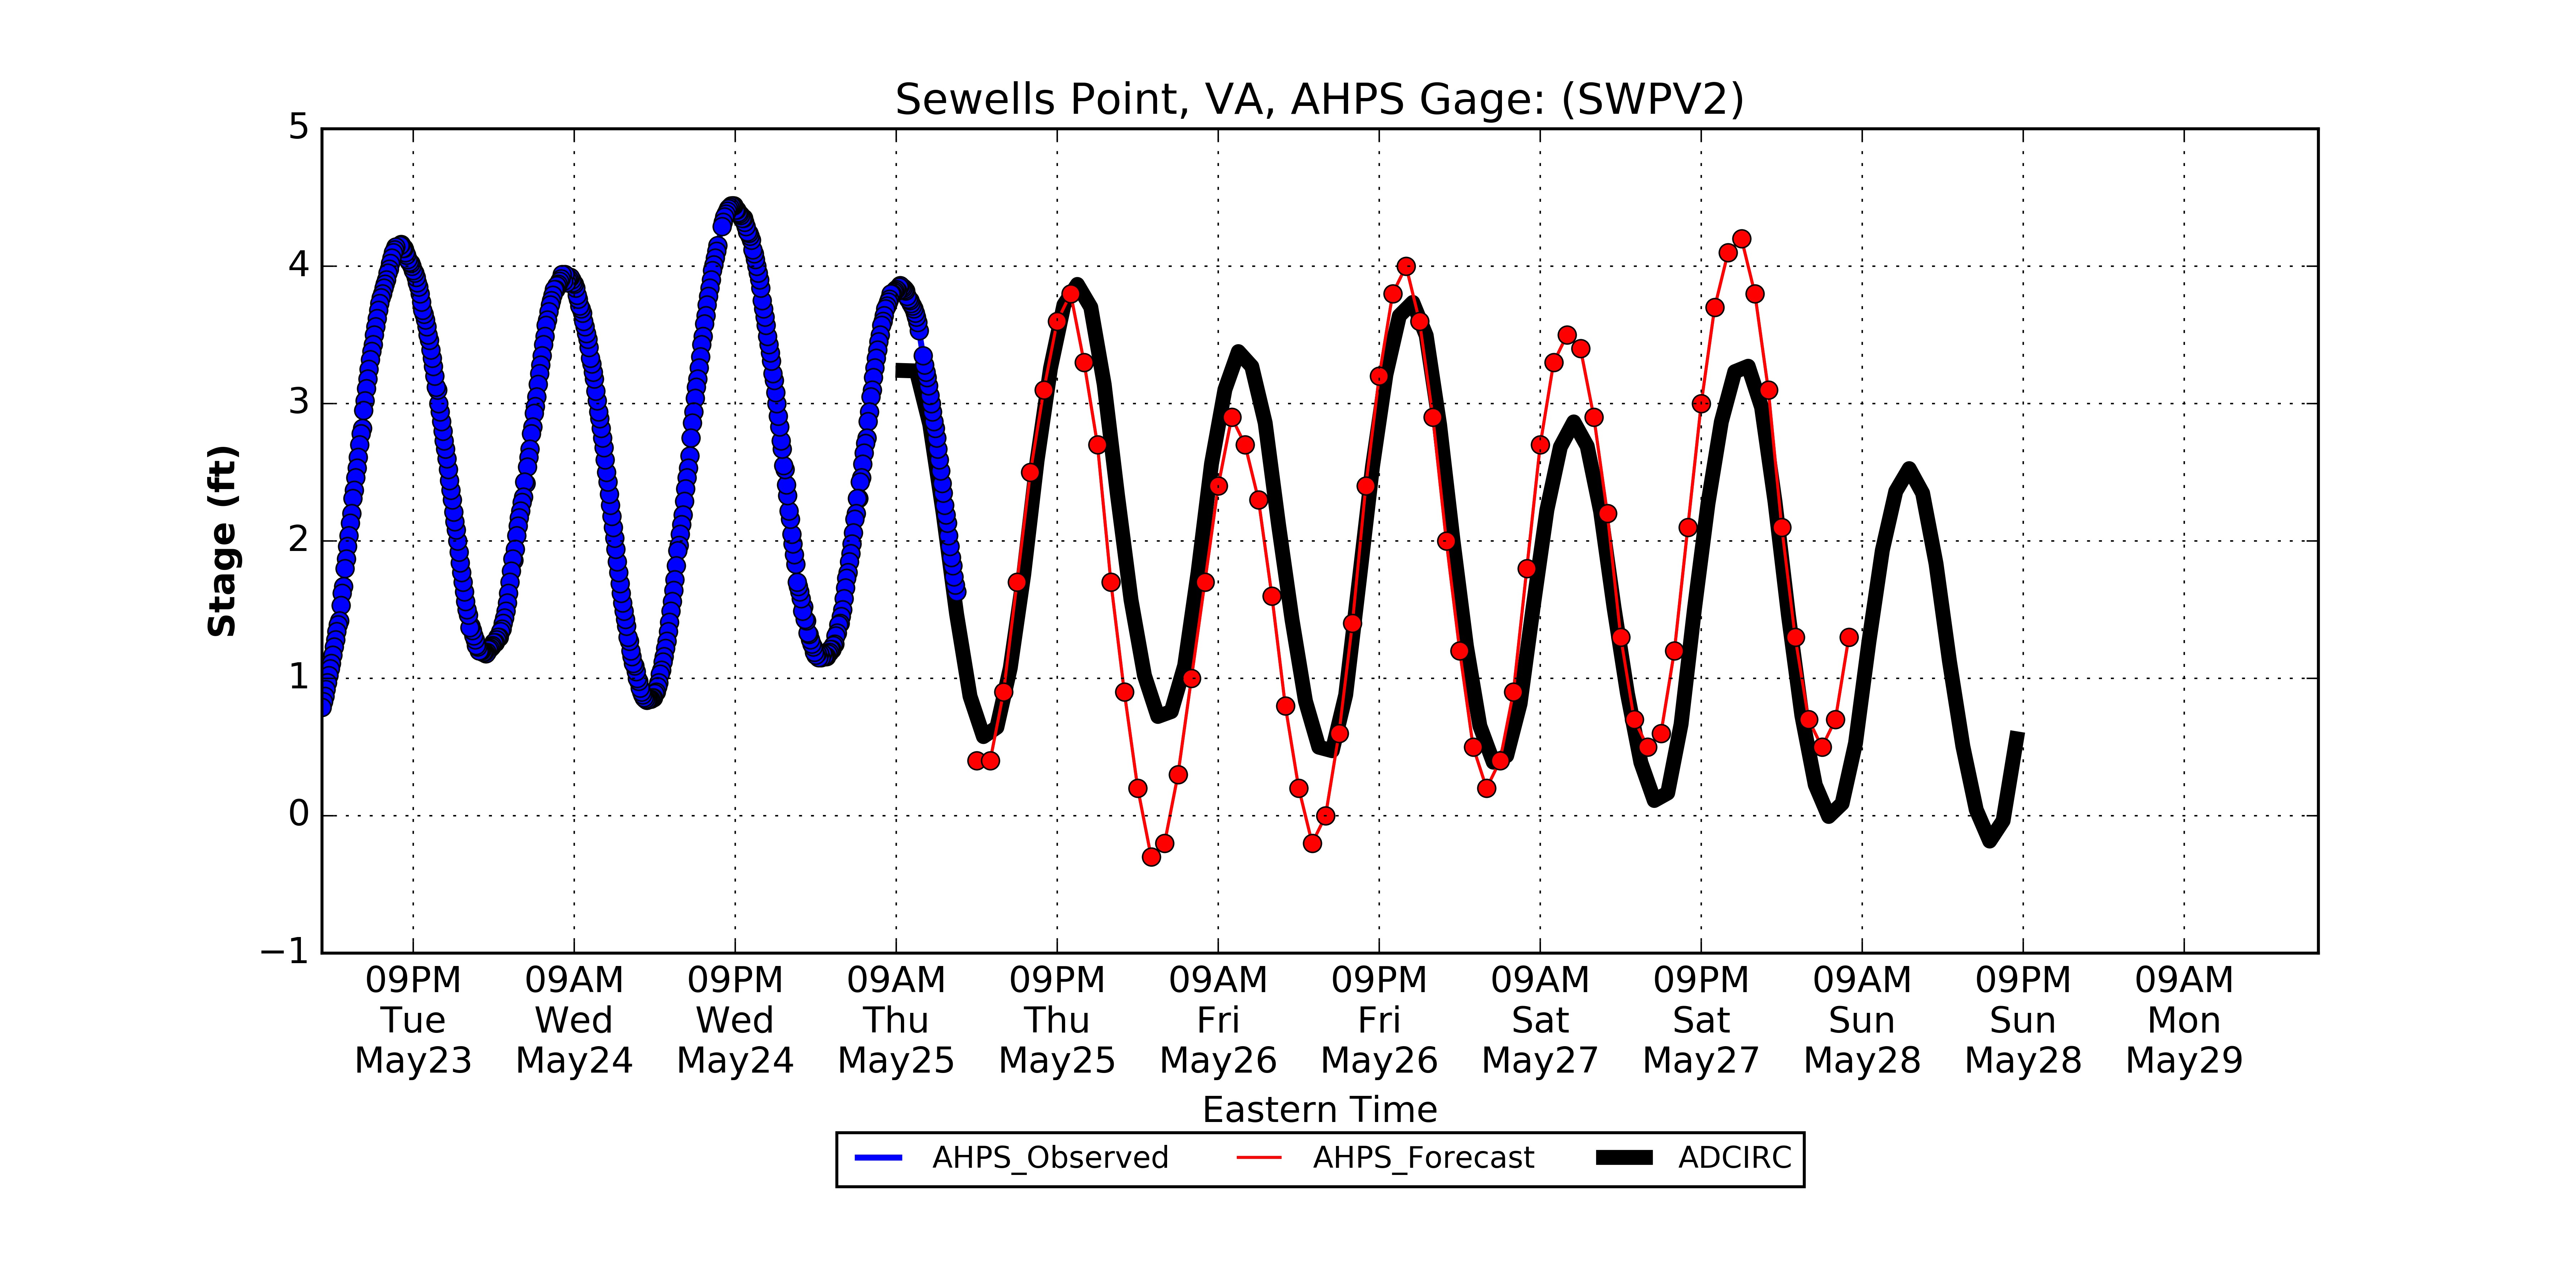 Sewells Point, VA, AHPS Gage: (SWPV2)
Stage (ft)
5
4
3
2
1
0
−1
09PM 09AM 09PM 09AM 09PM 09AM 09PM 09AM 09PM 09AM 09PM 09AM
Tue Wed Wed Thu Thu Fri Fri Sat Sat Sun Sun Mon
May23 May24 May24 May25 May25 May26 May26 May27 May27 May28 May28 May29
Eastern Time
AHPS_Observed AHPS_Forecast ADCIRC